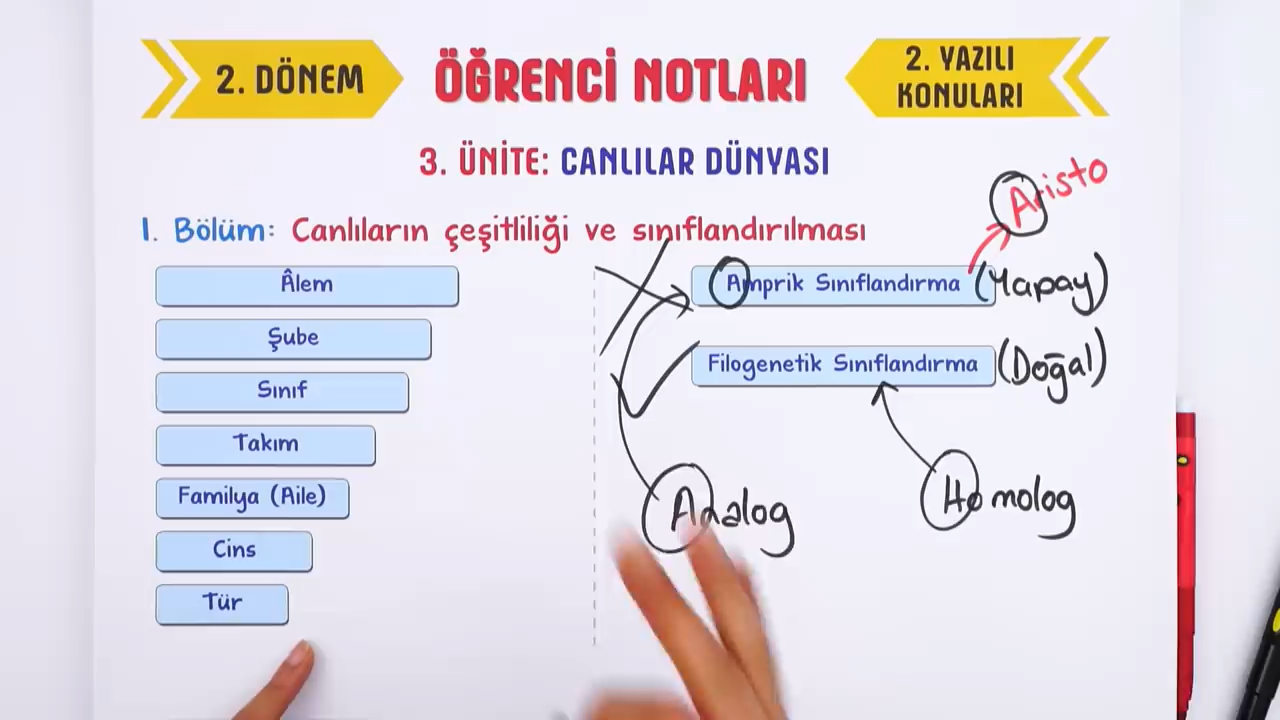 2. DÖNEM
ÖĞRENCİ NOTLARI
2. YAZILI
KONULARI
3. ÜNİTE: CANLILAR DÜNYASI
1. Bölüm: Canlıların çeşitliliği ve sınıflandırılması
Aristo
Âlem
Şube
Sınıf
Takım
Familya (Aile)
Cins
Tür
Amprik Sınıflandırma (Yapay)
Filogenetik Sınıflandırma (Doğal)
Analog
Homolog